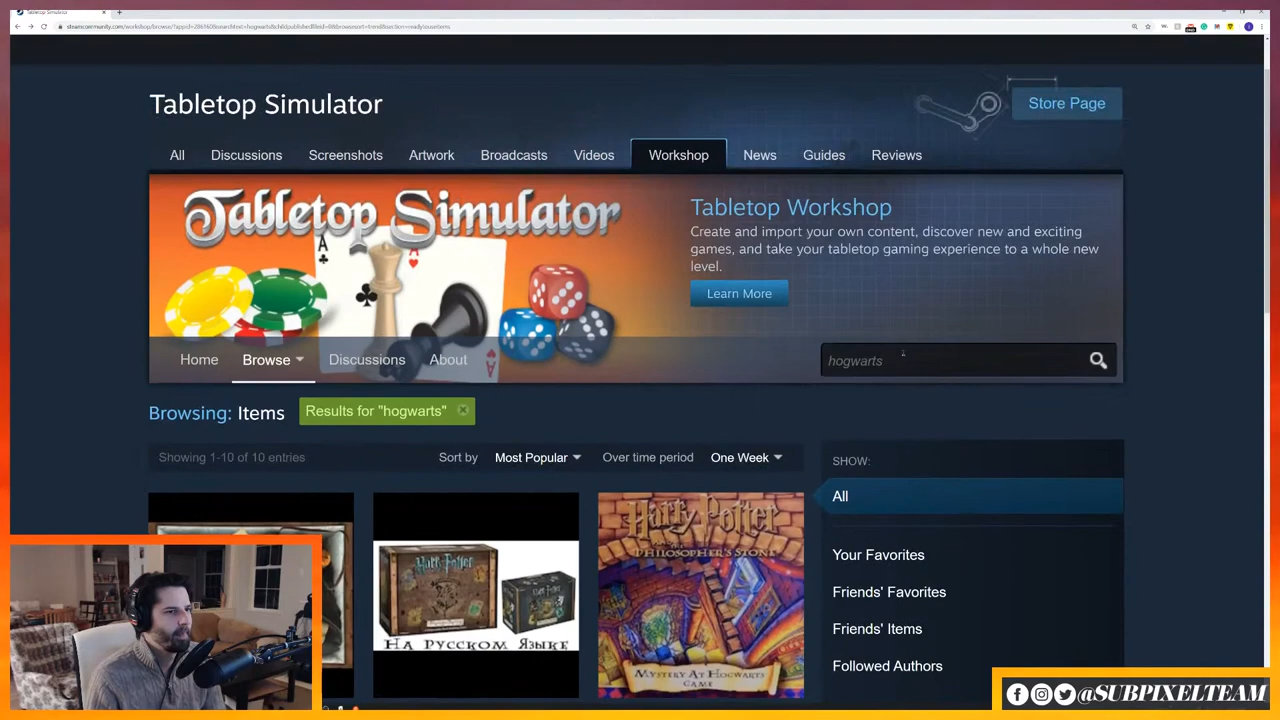 Tabletop Simulator
Tabletop Simulator
Store Page
All Discussions Screenshots Artwork Broadcasts Videos Workshop News Guides Reviews
Tabletop Simulator
Tabletop Workshop
Create and import your own content, discover new and exciting
games, and take your tabletop gaming experience to a whole new
level.
Learn More
A
A
A
Home Browse Discussions About
hogwarts
Browsing: Items
Results for "hogwarts"
Showing 1-10 of 10 entries
Sort by Most Popular
Over time period One Week
SHOW:
All
Your Favorites
Friends' Favorites
Friends' Items
Followed Authors
Harry Potter
НА РУССКОМ ЯЗЫКЕ
Harry Potter
PHILOSOPHER'S STONE
MYSTERY AT HOGWARTS
GAME
@SUBPIXELTEAM